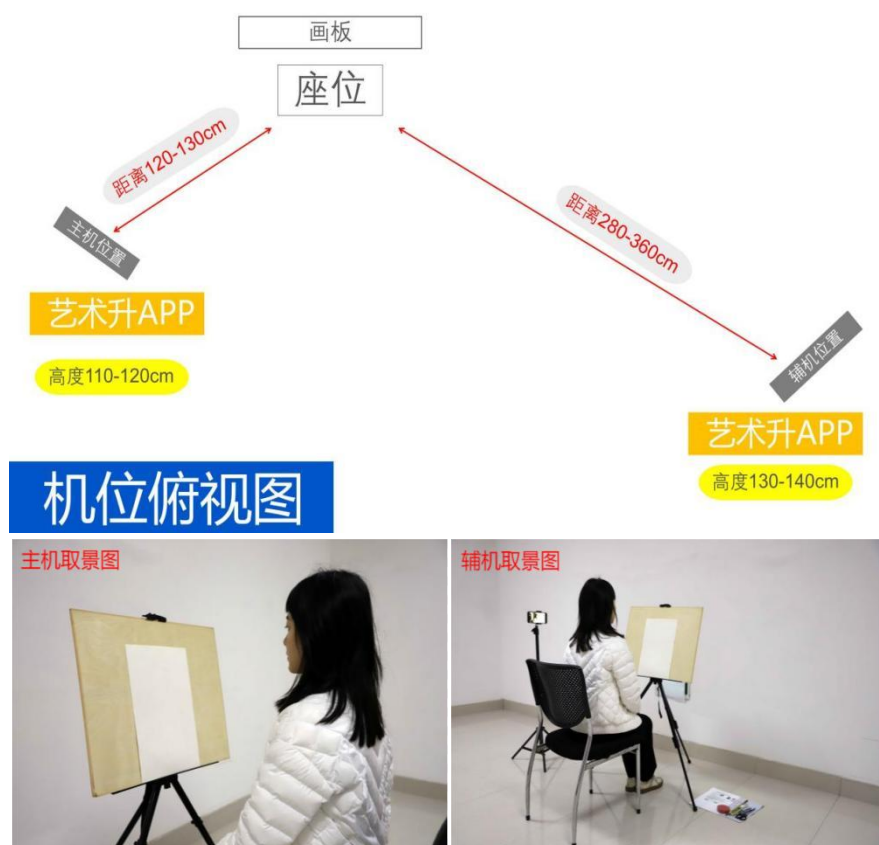 画板
座位
距离120-130cm
距离280-360cm
主机位置
艺术升APP
高度110-120cm
辅机位置
艺术升APP
高度130-140cm
机位俯视图
主机取景图
辅机取景图